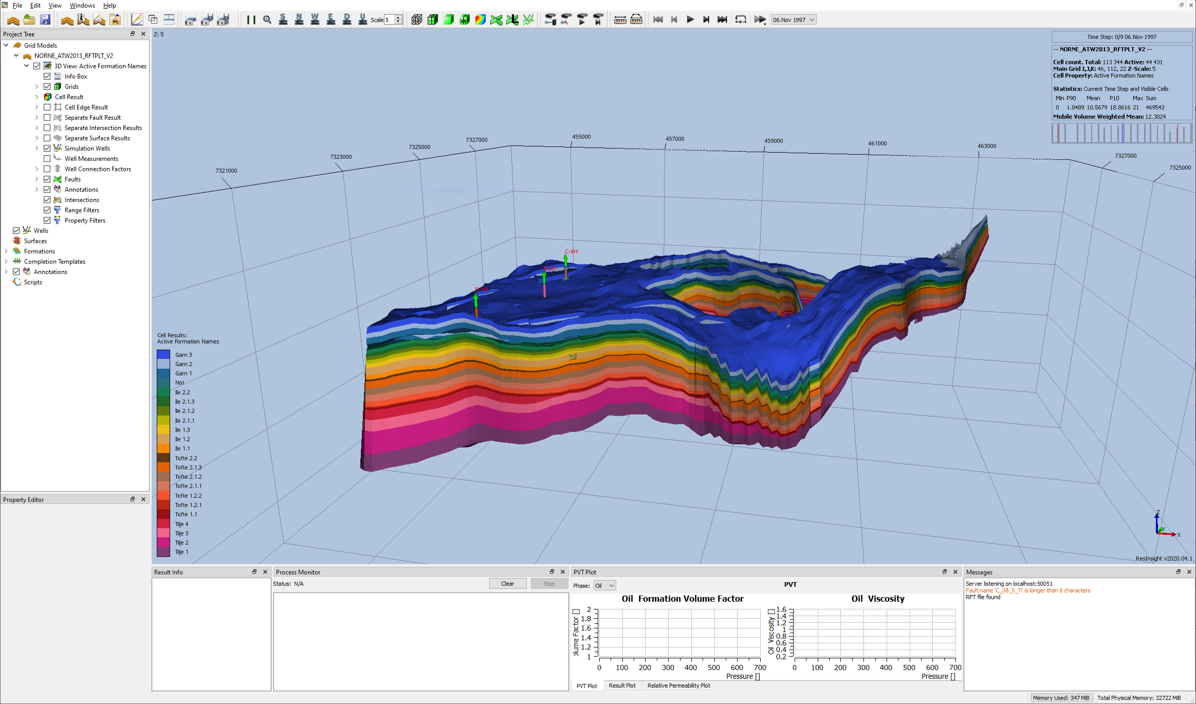 File Edit View Windows Help
Scale 5
06.Nov 1997
Project Tree
Grid Models
NORNE_ATW2013_RFTPLT_V2
3D View: Active Formation Names
Info Box
Grids
Cell Result
Cell Edge Result
Separate Fault Result
Separate Intersection Results
Separate Surface Results
Simulation Wells
Well Measurements
Well Connection Factors
Faults
Annotations
Intersections
Range Filters
Property Filters
Wells
Surfaces
Formations
Completion Templates
Annotations
Scripts
Property Editor
Z: 5
Time Step: 0/9 06.Nov 1997
-- NORNE_ATW2013_RFTPLT_V2 --
Cell count. Total: 113 344 Active: 44 431
Main Grid I,J,K: 46, 112, 22 Z-Scale: 5
Cell Property: Active Formation Names
Statistics: Current Time Step and Visible Cells
Min P90 Mean P10 Max Sum
0 1.0489 10.5679 18.8616 21 469543
Mobile Volume Weighted Mean: 12.3024
7321000
7323000
7325000
7327000
455000
457000
459000
461000
463000
7327000
7325000
C-4H
Cell Results:
Active Formation Names
Garn 3
Garn 2
Garn 1
Not
Ile 2.2
Ile 2.1.3
Ile 2.1.2
Ile 2.1.1
Ile 1.3
Ile 1.2
Ile 1.1
Tofte 2.2
Tofte 2.1.3
Tofte 2.1.2
Tofte 2.1.1
Tofte 1.2.2
Tofte 1.2.1
Tofte 1.1
Tilje 4
Tilje 3
Tilje 2
Tilje 1
Z
Y
X
ResInsight v2020.04.1
Result Info
Process Monitor
Status: N/A
Clear
Stop
PVT Plot
Phase: Oil
PVT
Oil Formation Volume Factor
2
1.8
1.6
1.4
1.2
1
0 100 200 300 400 500 600 700
Pressure []
Oil Viscosity
Oil Viscosity []
1.6
1.4
1.2
1
0.8
0.6
0.4
0.2
0 100 200 300 400 500 600 700
Pressure []
PVT Plot Result Plot Relative Permeability Plot
Messages
Server listening on localhost:50051
Fault name 'C_08_S_Ti' is longer than 8 characters
RFT file found
Memory Used: 347 MiB Total Physical Memory: 32722 MiB